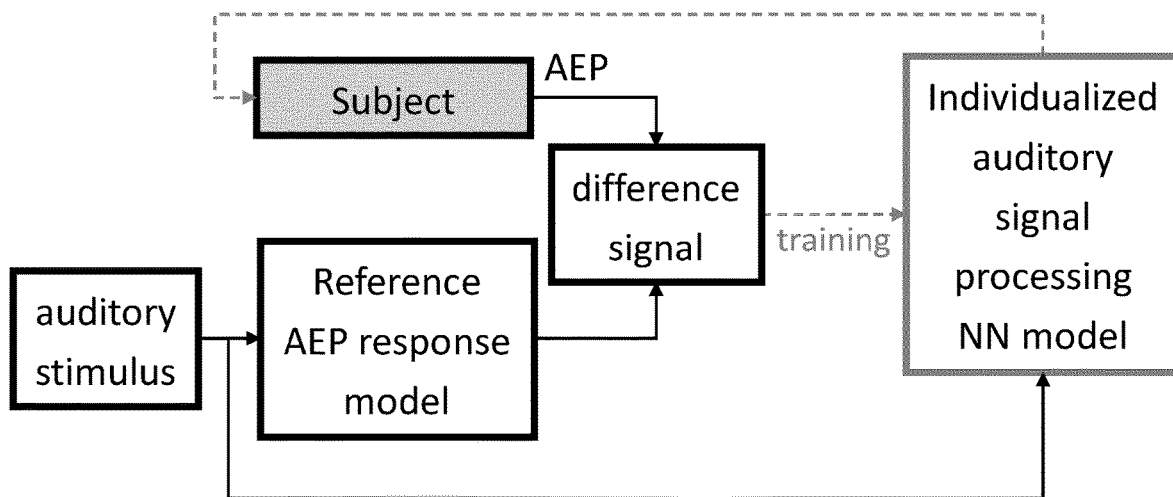 AEP
Subject
Individualized
auditory
signal
processing
NN model
difference
signal
training
Reference
AEP response
model
auditory
stimulus